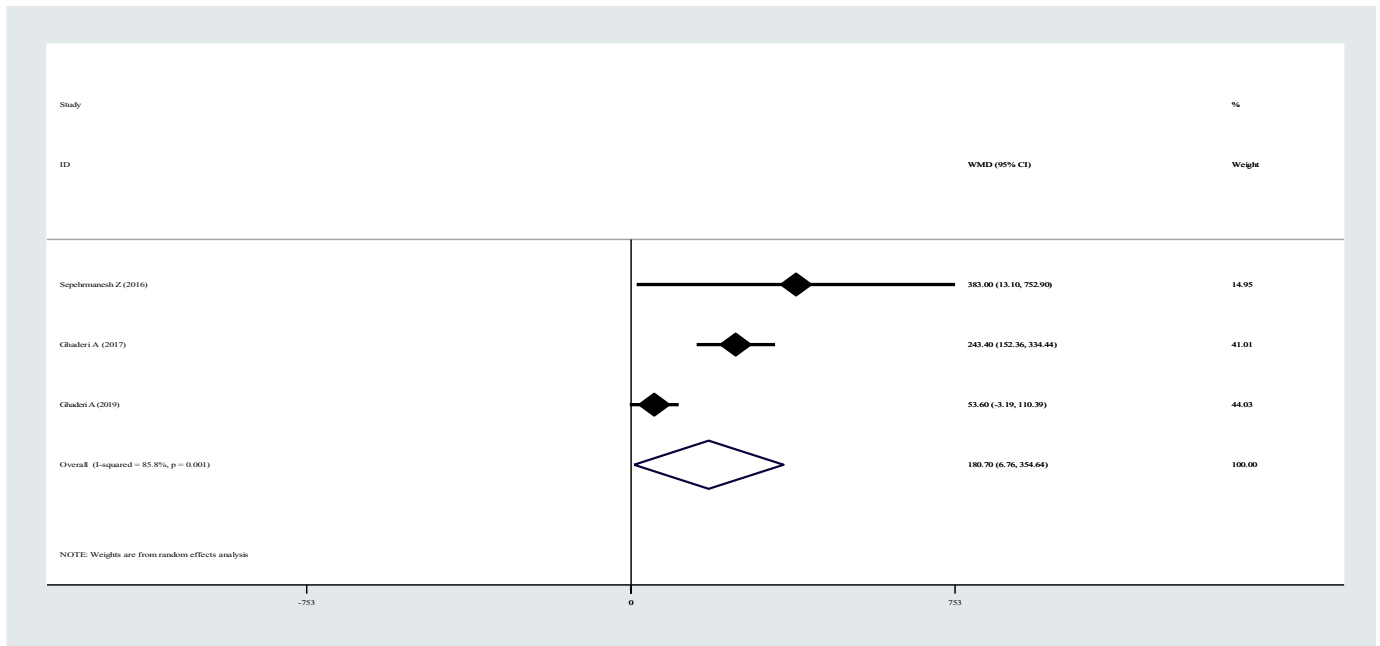 Study %
ID WMD (95% CI) Weight
Sepehrmanesh Z (2016) 383.00 (13.10, 752.90) 14.95
Ghaderi A (2017) 243.40 (152.36, 334.44) 41.01
Ghaderi A (2019) 53.60 (-3.19, 110.39) 44.03
Overall (I-squared = 85.8%, p = 0.001) 180.70 (6.76, 354.64) 100.00
NOTE: Weights are from random effects analysis
-753 0 753